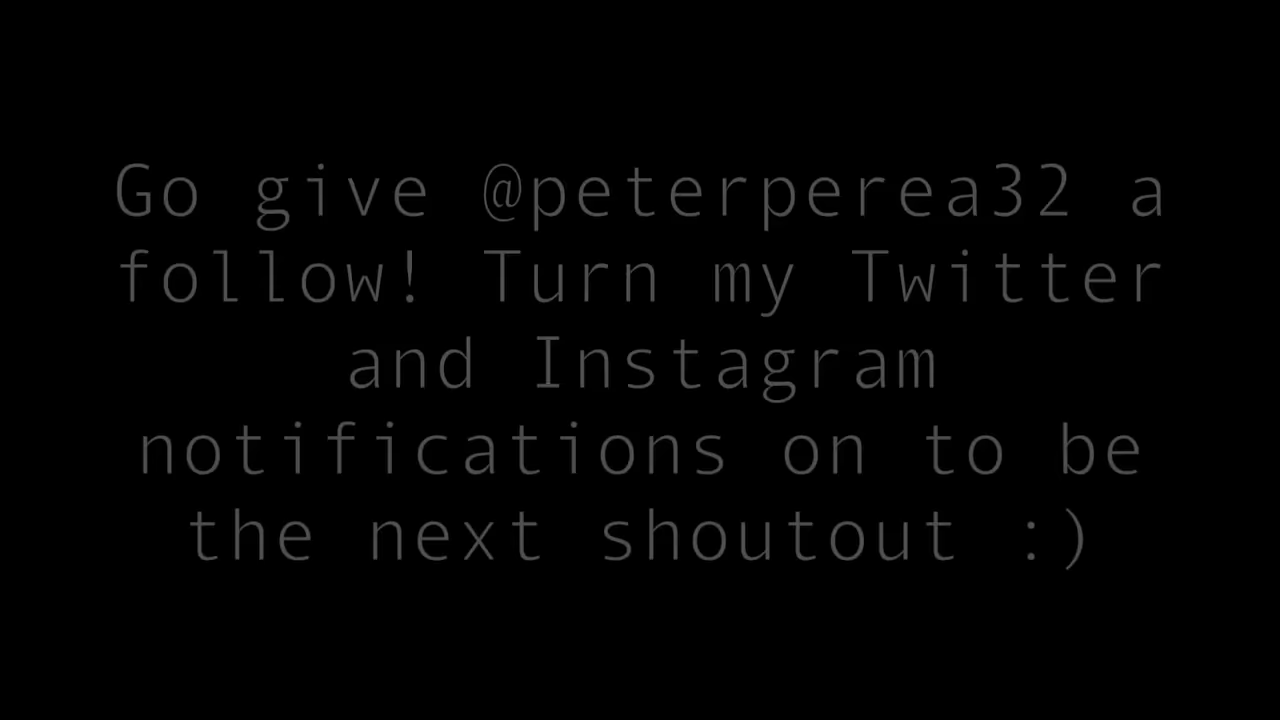 Go give @peterperea32 a
follow! Turn my Twitter
and Instagram
notifications on to be
the next shoutout :)